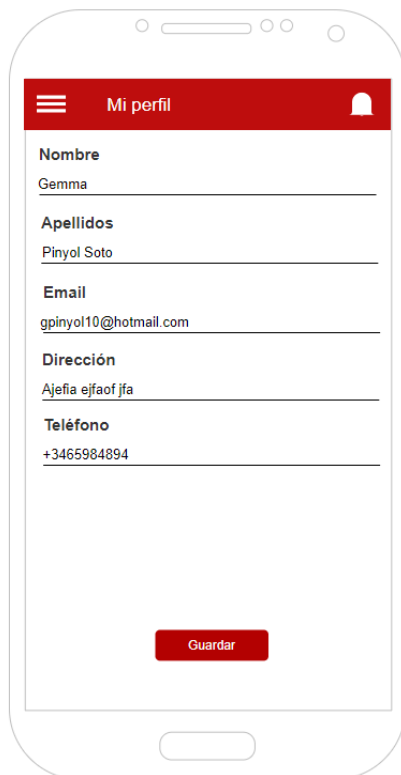 Mi perfil
Nombre
Gemma
Apellidos
Pinyol Soto
Email
gpinyol10@hotmail.com
Dirección
Ajefia ejfaof jfa
Teléfono
+3465984894
Guardar